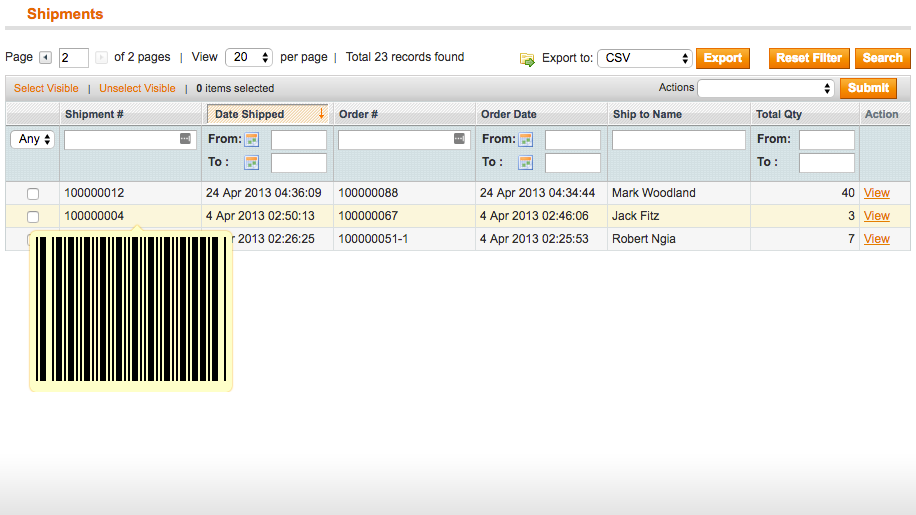 Shipments
Page 2 of 2 pages | View 20 per page | Total 23 records found Export to: CSV Export Reset Filter Search
Select Visible | Unselect Visible | 0 items selected Actions Submit
Shipment # Date Shipped Order # Order Date Ship to Name Total Qty Action
Any From: From: From:
To : To : To :
100000012 24 Apr 2013 04:36:09 100000088 24 Apr 2013 04:34:44 Mark Woodland 40 View
100000004 4 Apr 2013 02:50:13 100000067 4 Apr 2013 02:46:06 Jack Fitz 3 View
2013 02:26:25 100000051-1 4 Apr 2013 02:25:53 Robert Ngia 7 View